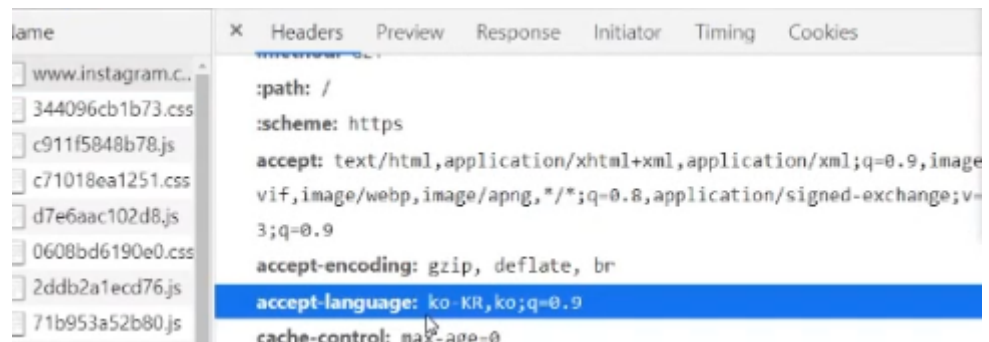 ame
Headers Preview Response Initiator Timing Cookies
www.instagram.c..
344096cb1b73.css
c911f5848b78.js
c71018ea1251.css
d7e6aac102d8.js
0608bd6190e0.css
2ddb2a1ecd76.js
71b953a52b80.js
:path: /
:scheme: https
accept: text/html,application/xhtml+xml,application/xml;q=0.9,image
vif,image/webp,image/apng,*/*;q=0.8,application/signed-exchange;v=
3;q=0.9
accept-encoding: gzip, deflate, br
accept-language: ko-KR,ko;q=0.9
cache-control: max-age=0